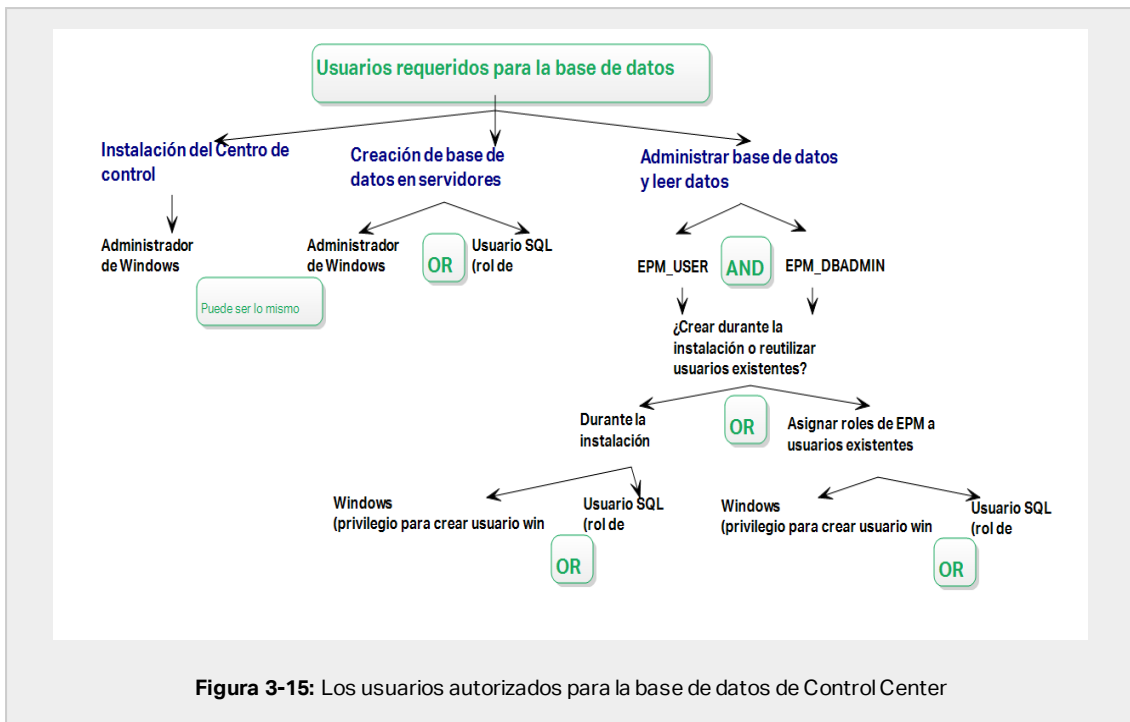 Usuarios requeridos para la base de datos
Instalación del Centro de
control
Creación de base de
datos en servidores
Administrar base de datos
y leer datos
Administrador
de Windows
Puede ser lo mismo
Administrador
de Windows
OR
Usuario SQL
(rol de
EPM_USER
AND
EPM_DBADMIN
¿Crear durante la
instalación o reutilizar
usuarios existentes?
Durante la
instalación
OR
Asignar roles de EPM a
usuarios existentes
Windows
(privilegio para crear usuario win
OR
Usuario SQL
(rol de
Windows
(privilegio para crear usuario win
OR
Usuario SQL
(rol de
Figura 3-15: Los usuarios autorizados para la base de datos de Control Center